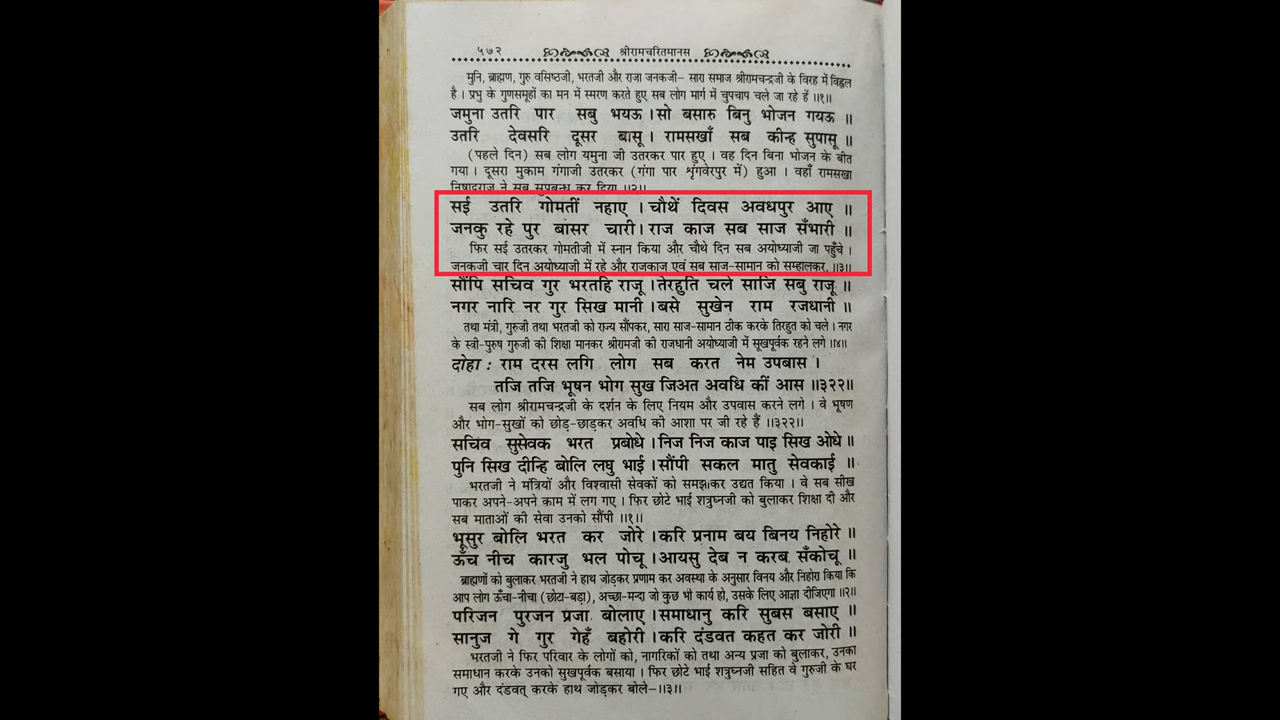 ५७२ श्रीरामचरितमानस
मुनि, ब्राह्मण, गुरु वसिष्ठजी, भरतजी और राजा जनकजी– सारा समाज श्रीरामचन्द्रजी के विरह में विह्वल
है । प्रभु के गुणसमूहों का मन में स्मरण करते हुए सब लोग मार्ग में चुपचाप चले जा रहे हैं ॥१॥
जमुना उतरि पार सबु भयऊ । सो बसारु बिनु भोजन गयऊ ॥
उतरि देवसरि दूसर बासू । रामसखाँ सब कीन्ह सुपासू ॥
(पहले दिन) सब लोग यमुना जी उतरकर पार हुए । वह दिन बिना भोजन के बीत
गया । दूसरा मुकाम गंगाजी उतरकर (गंगा पार शृंगवेरपुर में) हुआ । वहाँ रामसखा
निषादराज ने सब सुपबन्ध कर दिया ॥२॥
सई उतरि गोमतीं नहाए । चौथें दिवस अवधपुर आए ॥
जनकु रहे पुर बासर चारी । राज काज सब साज सँभारी ॥
फिर सई उतरकर गोमतीजी में स्नान किया और चौथे दिन सब अयोध्याजी जा पहुँचे ।
जनकजी चार दिन अयोध्याजी में रहे और राजकाज एवं सब साज-सामान को सम्हालकर, ॥३॥
सौंपि सचिव गुर भरतहि राजू । तेरहुति चले साजि सबु राजू ॥
नगर नारि नर गुर सिख मानी । बसे सुखेन राम रजधानी ॥
तथा मंत्री, गुरुजी तथा भरतजी को राज्य सौंपकर, सारा साज-सामान ठीक करके तिरहुत को चले । नगर
के स्त्री-पुरुष गुरुजी की शिक्षा मानकर श्रीरामजी को राजधानी अयोध्याजी में सूखपूर्वक रहने लगे ॥४॥
दोहा : राम दरस लगि लोग सब करत नेम उपबास ।
तजि तजि भूषन भोग सुख जिअत अवधि कीं आस ॥३२२॥
सब लोग श्रीरामचन्द्रजी के दर्शन के लिए नियम और उपवास करने लगे । वे भूषण
और भोग-सुखों को छोड़-छाड़कर अवधि की आशा पर जी रहे हैं ॥३२२॥
सचिव सुसेवक भरत प्रबोधे । निज निज काज पाइ सिख ओधे ॥
पुनि सिख दीन्हि बोलि लघु भाई । सौंपी सकल मातु सेवकाई ॥
भरतजी ने मंत्रियों और विश्वासी सेवकों को समझाकर उद्यत किया । वे सब सीख
पाकर अपने-अपने काम में लग गए । फिर छोटे भाई शत्रुघ्नजी को बुलाकर शिक्षा दी और
सब माताओं की सेवा उनको सौंपी ॥१॥
भूसुर बोलि भरत कर जोरे । करि प्रनाम बय बिनय निहोरे ॥
ऊँच नीच कारजु भल पोचू । आयसु देब न करब सँकोचू ॥
ब्राह्मणों को बुलाकर भरतजी ने हाथ जोड़कर प्रणाम कर अवस्था के अनुसार विनय और निहोरा किया कि
आप लोग ऊँचा-नीचा (छोटा-बड़ा), अच्छा-मन्दा जो कुछ भी कार्य हो, उसके लिए आज्ञा दीजिएगा ॥२॥
परिजन पुरजन प्रजा बोलाए । समाधानु करि सुबस बसाए ॥
सानुज गे गुर गेहँ बहोरी । करि दंडवत कहत कर जोरी ॥
भरतजी ने फिर परिवार के लोगों को, नागरिकों को तथा अन्य प्रजा को बुलाकर, उनका
समाधान करके उनको सुखपूर्वक बसाया । फिर छोटे भाई शत्रुघ्नजी सहित वे गुरुजी के घर
गए और दंडवत् करके हाथ जोड़कर बोले–॥३॥